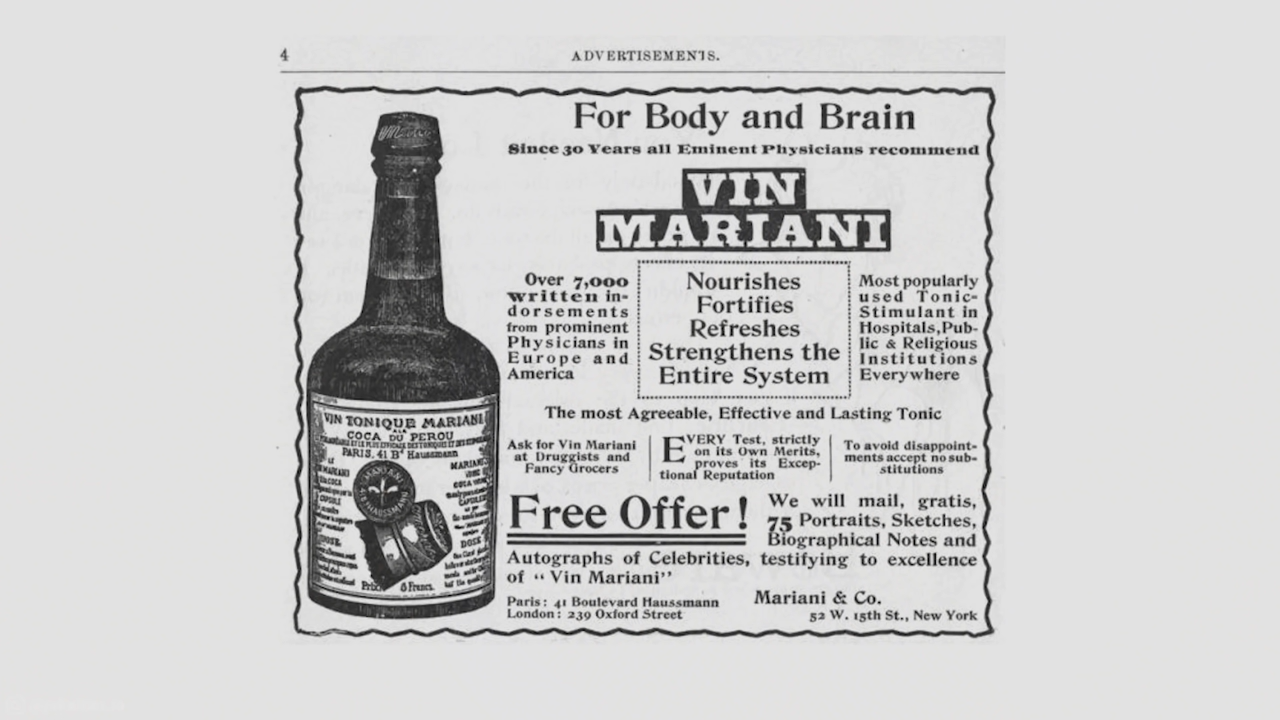 4
ADVERTISEMENTS.
For Body and Brain
Since 30 Years all Eminent Physicians recommend
VIN
MARIANI
Over 7,000
written in-
dorsements
from prominent
Physicians in
Europe and
America
Nourishes
Fortifies
Refreshes
Strengthens the
Entire System
Most popularly
used Tonic-
Stimulant in
Hospitals, Pub-
lic & Religious
Institutions
Everywhere
The most Agreeable, Effective and Lasting Tonic
Ask for Vin Mariani
at Druggists and
Fancy Grocers
EVERY Test, strictly
on its Own Merits,
proves its Excep-
tional Reputation
To avoid disappoint-
ments accept no sub-
stitutions
Free Offer!
We will mail, gratis,
75 Portraits, Sketches,
Biographical Notes and
Autographs of Celebrities, testifying to excellence
of “Vin Mariani”
Paris: 41 Boulevard Haussmann
London: 239 Oxford Street
Mariani & Co.
52 W. 15th St., New York
VIN TONIQUE MARIANI
COCA DU PEROU
PARIS, 41 Bd Haussmann
MARIANI
DOSE